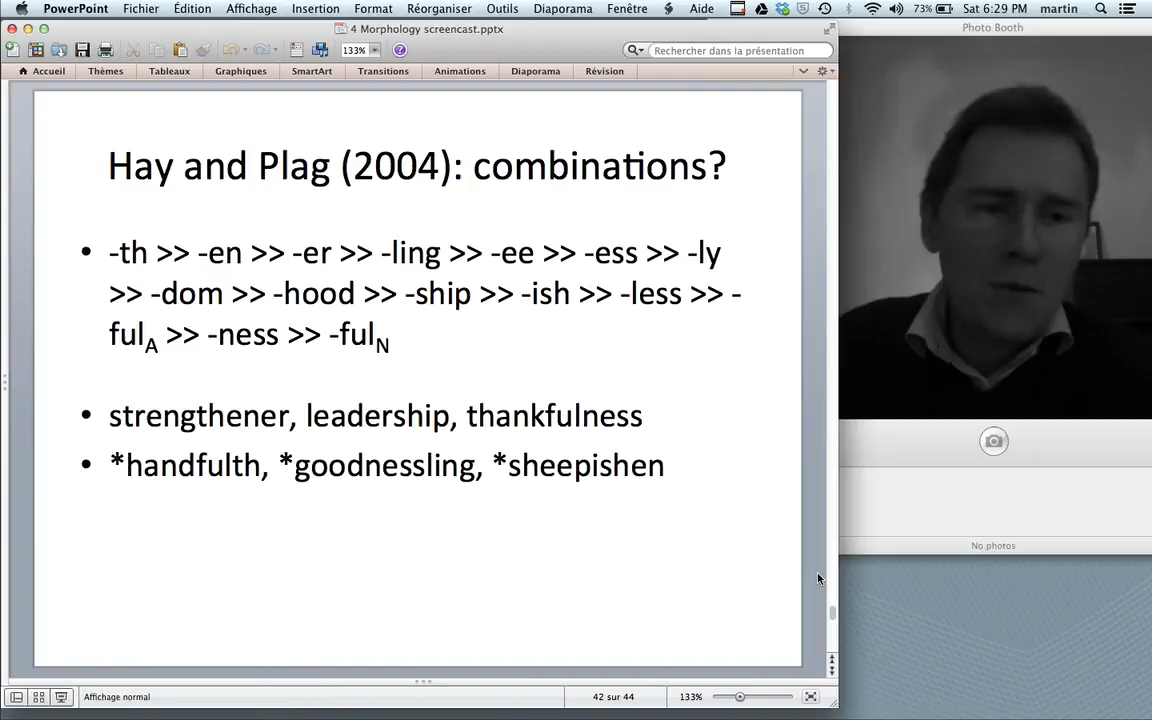 PowerPoint Fichier Édition Affichage Insertion Format Réorganiser Outils Diaporama Fenêtre Aide 73% Sat 6:29 PM martin
4 Morphology screencast.pptx
Photo Booth
133% Rechercher dans la présentation
Accueil Thèmes Tableaux Graphiques SmartArt Transitions Animations Diaporama Révision
Hay and Plag (2004): combinations?
• -th >> -en >> -er >> -ling >> -ee >> -ess >> -ly
>> -dom >> -hood >> -ship >> -ish >> -less >> -
fulA >> -ness >> -fulN
• strengthener, leadership, thankfulness
• *handfulth, *goodnessling, *sheepishen
No photos
Affichage normal 42 sur 44 133%